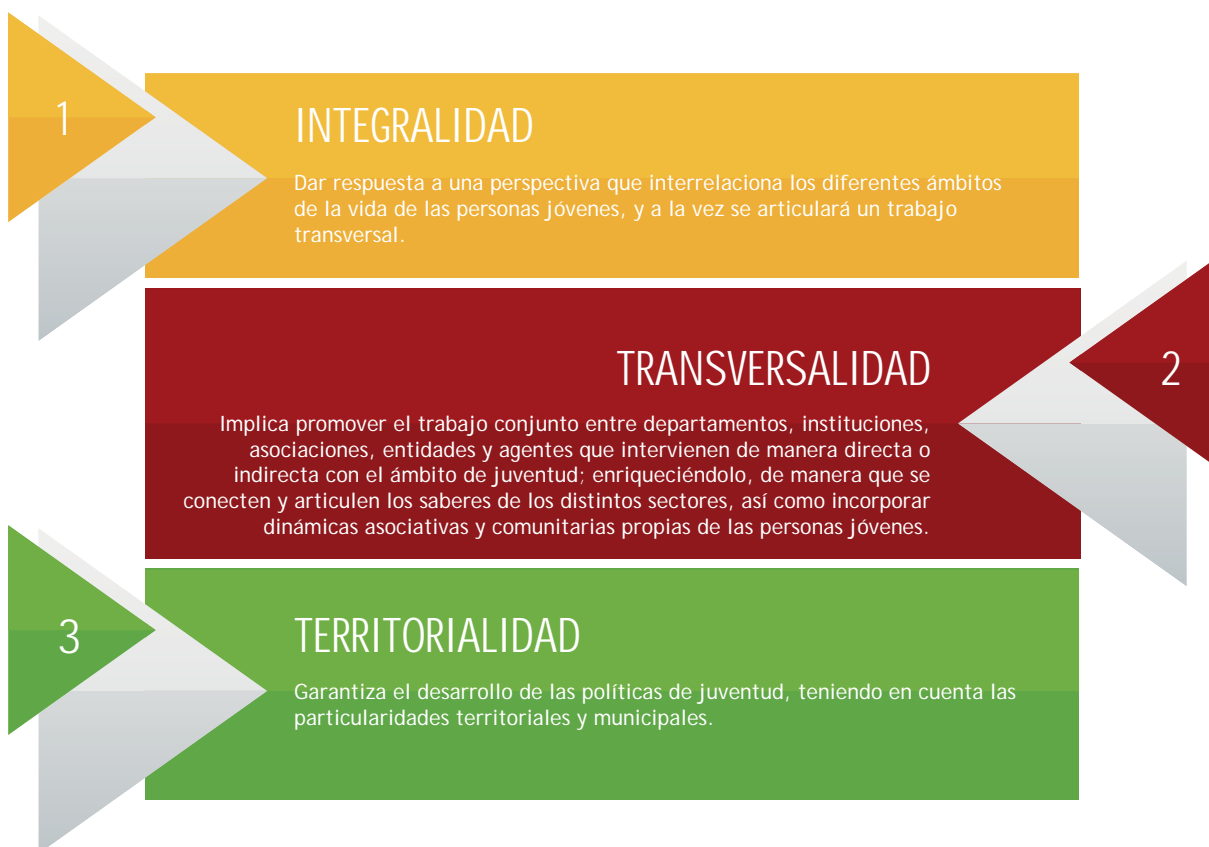 1
INTEGRALIDAD
Dar respuesta a una perspectiva que interrelaciona los diferentes ámbitos
de la vida de las personas jóvenes, y a la vez se articulará un trabajo
transversal.
TRANSVERSALIDAD
2
Implica promover el trabajo conjunto entre departamentos, instituciones,
asociaciones, entidades y agentes que intervienen de manera directa o
indirecta con el ámbito de juventud; enriqueciéndolo, de manera que se
conecten y articulen los saberes de los distintos sectores, así como incorporar
dinámicas asociativas y comunitarias propias de las personas jóvenes.
3
TERRITORIALIDAD
Garantiza el desarrollo de las políticas de juventud, teniendo en cuenta las
particularidades territoriales y municipales.